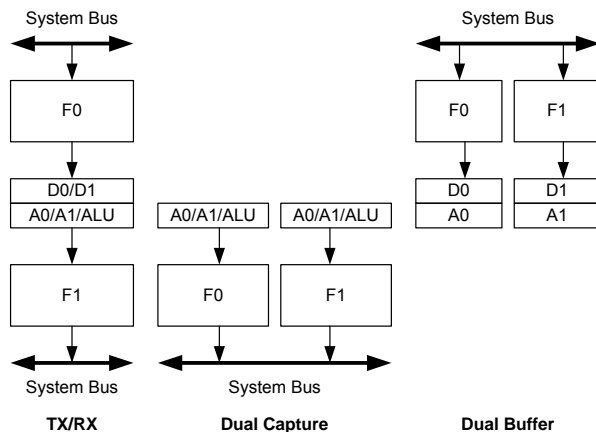 System Bus
F0
D0/D1
A0/A1/ALU
F1
System Bus
TX/RX
A0/A1/ALU
A0/A1/ALU
F0
F1
System Bus
Dual Capture
System Bus
F0
F1
D0
D1
A0
A1
Dual Buffer